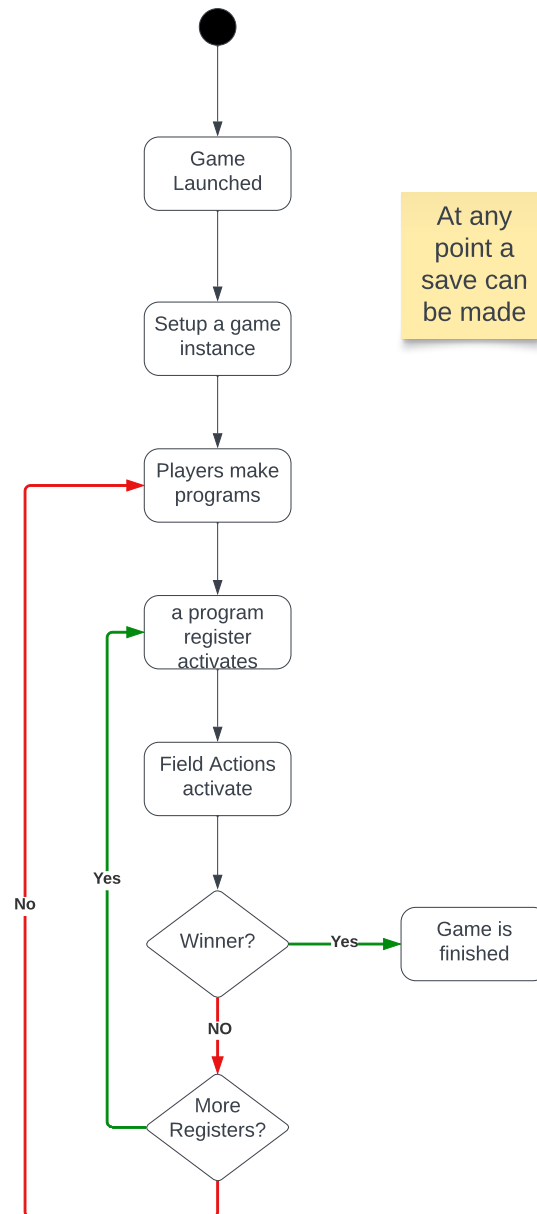 Game
Launched
At any
point a
save can
be made
Setup a game
instance
Players make
programs
a program
register
activates
Field Actions
activate
Yes
No
Winner?
Yes
Game is
finished
NO
More
Registers?